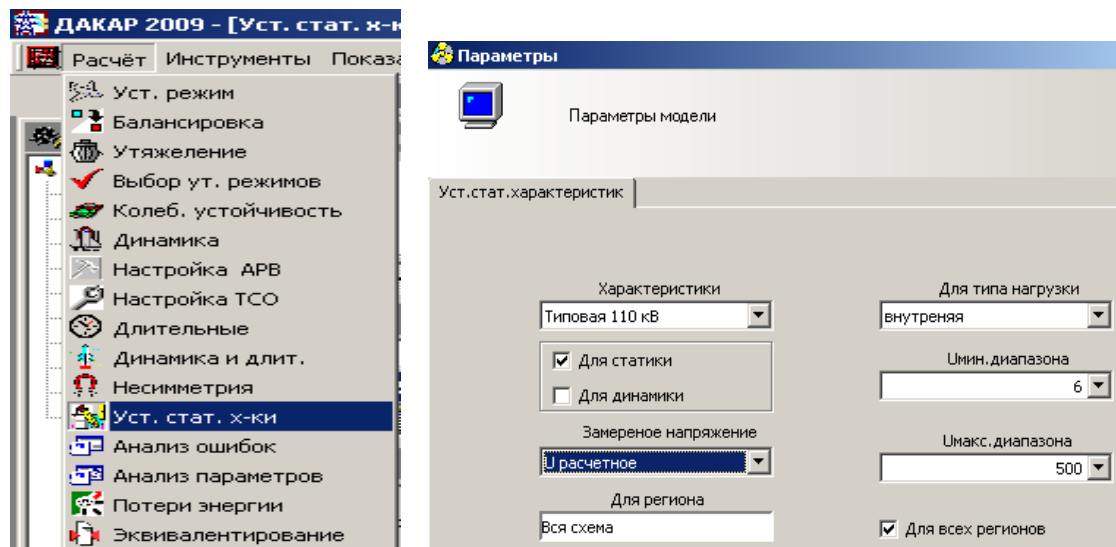 ДАКАР 2009 - [Уст. стат. х-к
Расчёт Инструменты Показа
Уст. режим
Балансировка
Утяжеление
Выбор ут. режимов
Колеб. устойчивость
Динамика
Настройка АРВ
Настройка ТСО
Длительные
Динамика и длит.
Несимметрия
Уст. стат. х-ки
Анализ ошибок
Анализ параметров
Потери энергии
Эквивалентирование
Параметры
Параметры модели
Уст.стат.характеристик
Характеристики
Типовая 110 кВ
Для статики
Для динамики
Замереное напряжение
U расчетное
Для региона
Вся схема
Для типа нагрузки
внутреняя
Uмин.диапазона
6
Uмакс.диапазона
500
Для всех регионов